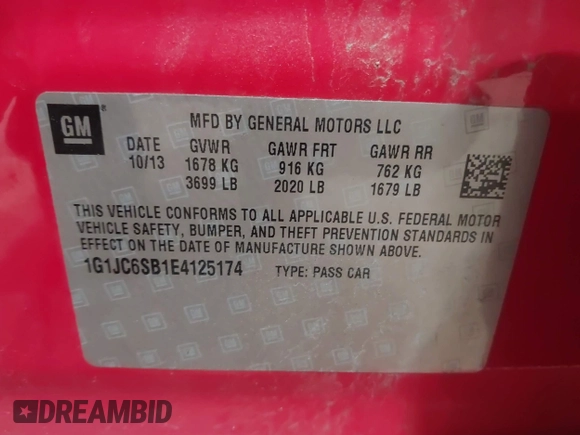 GM
MFD BY GENERAL MOTORS LLC
DATE GVWR GAWR FRT GAWR RR
10/13 1678 KG 916 KG 762 KG
3699 LB 2020 LB 1679 LB
THIS VEHICLE CONFORMS TO ALL APPLICABLE U.S. FEDERAL MOTOR
VEHICLE SAFETY, BUMPER, AND THEFT PREVENTION STANDARDS IN
EFFECT ON THE DATE OF MANUFACTURE SHOWN ABOVE.
1G1JC6SB1E4125174 TYPE: PASS CAR
DREAMBID